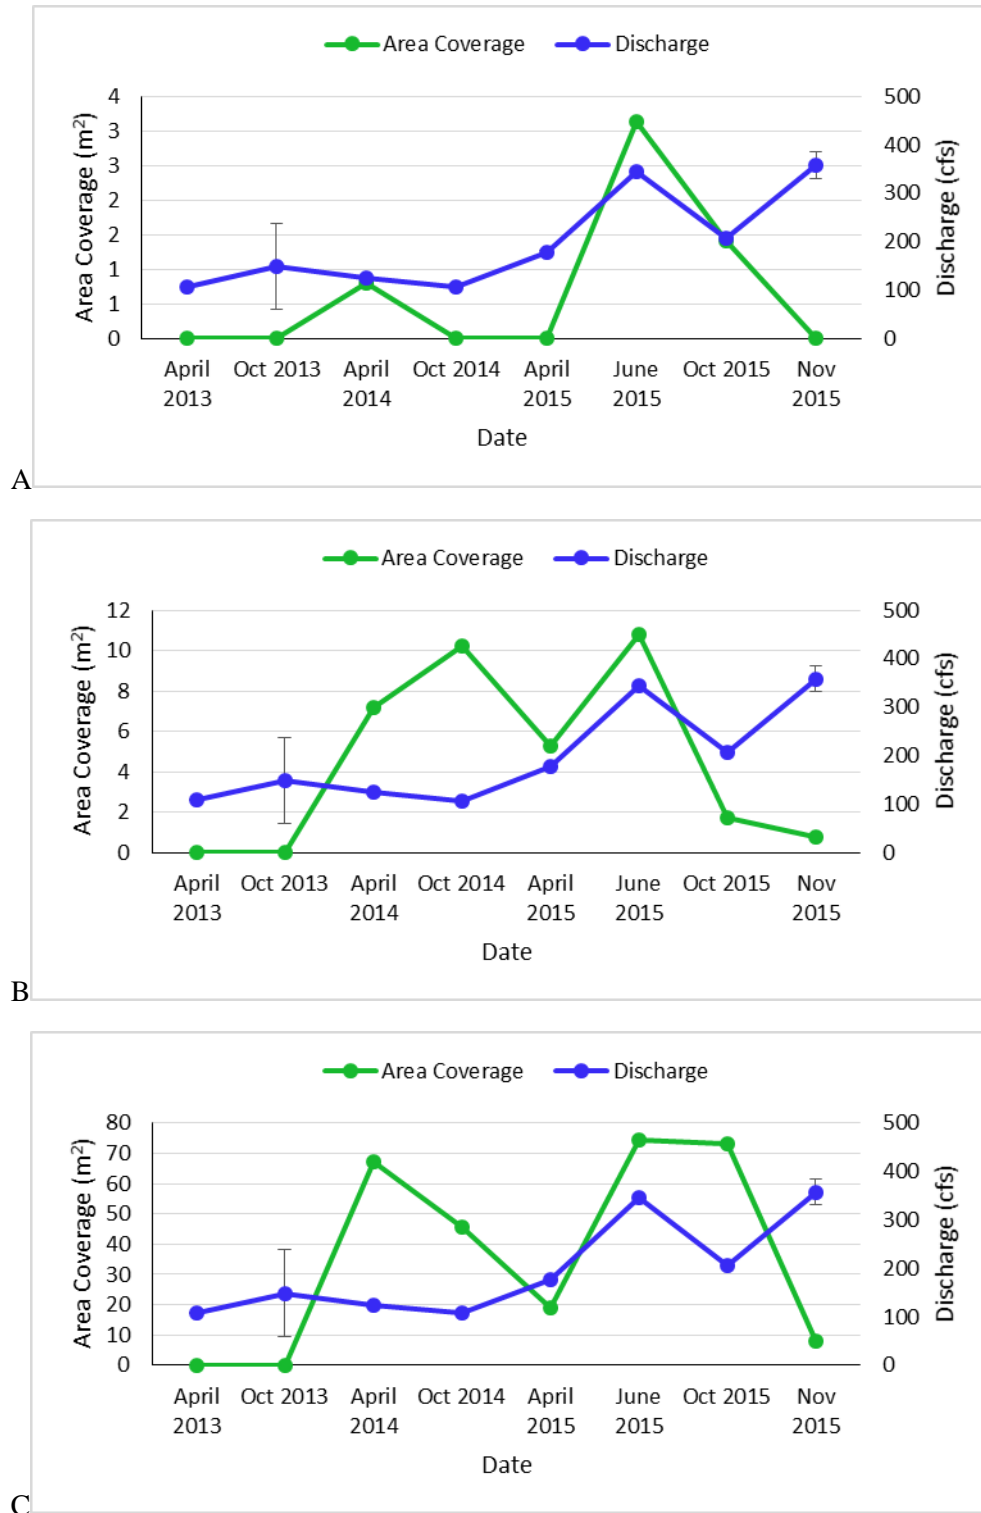 Area Coverage Discharge
4 500
3 400
3 300
2 200
2 100
1 0
1
0
Area Coverage (m²)
Discharge (cfs)
April Oct 2013 April Oct 2014 April June Oct 2015 Nov
2013 2014 2015 2015 2015
Date
A
Area Coverage Discharge
12 500
10 400
8 300
6 200
4 100
2 0
0
Area Coverage (m²)
Discharge (cfs)
April Oct 2013 April Oct 2014 April June Oct 2015 Nov
2013 2014 2015 2015 2015
Date
B
Area Coverage Discharge
80 500
70 400
60 300
50 200
40 100
30 0
20
10
0
Area Coverage (m²)
Discharge (cfs)
April Oct 2013 April Oct 2014 April June Oct 2015 Nov
2013 2014 2015 2015 2015
Date
C